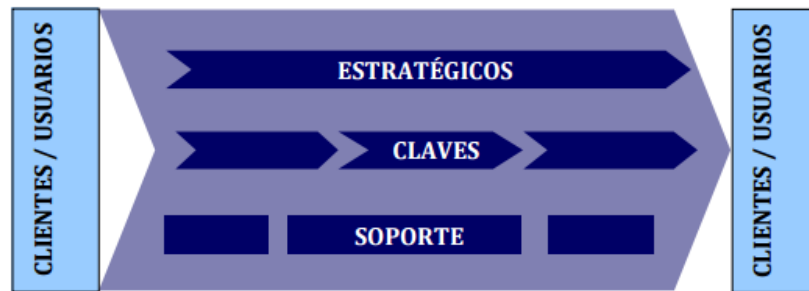 CLIENTES / USUARIOS
ESTRATÉGICOS
CLAVES
SOPORTE
CLIENTES / USUARIOS